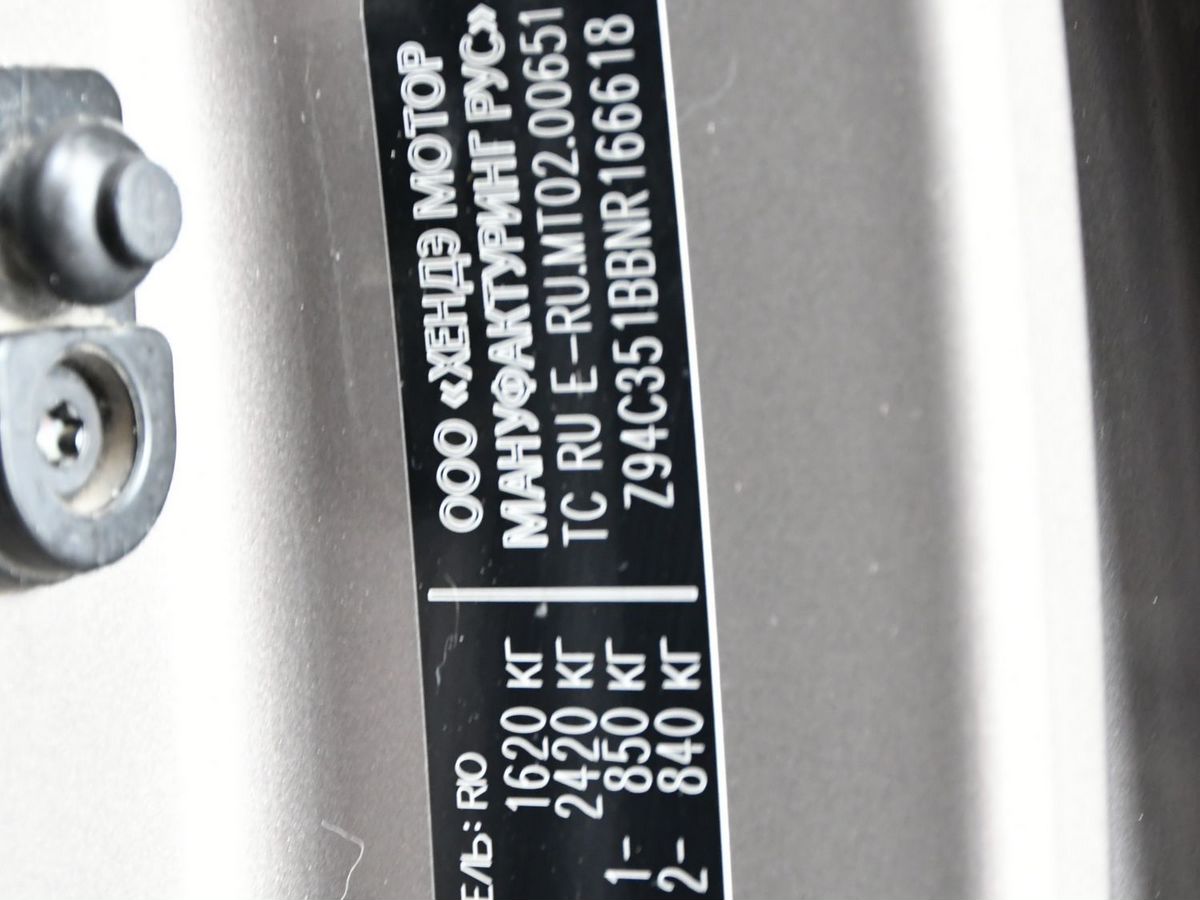 ООО «ХЕНДЭ МОТОР
МАНУФАКТУРИНГ РУС»
TC RU E-RU.MT02.00651
Z94C351BBNR166618
ЕЛЬ: RIO
1620 КГ
2420 КГ
1- 850 КГ
2- 840 КГ